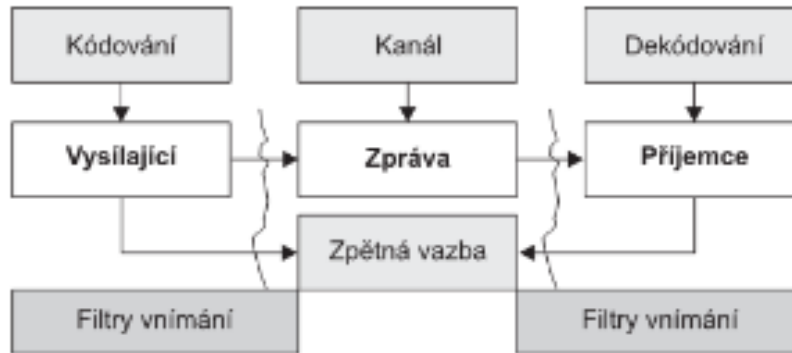 Kódování
Kanál
Dekódování
Vysílající
Zpráva
Příjemce
Zpětná vazba
Filtry vnímání
Filtry vnímání